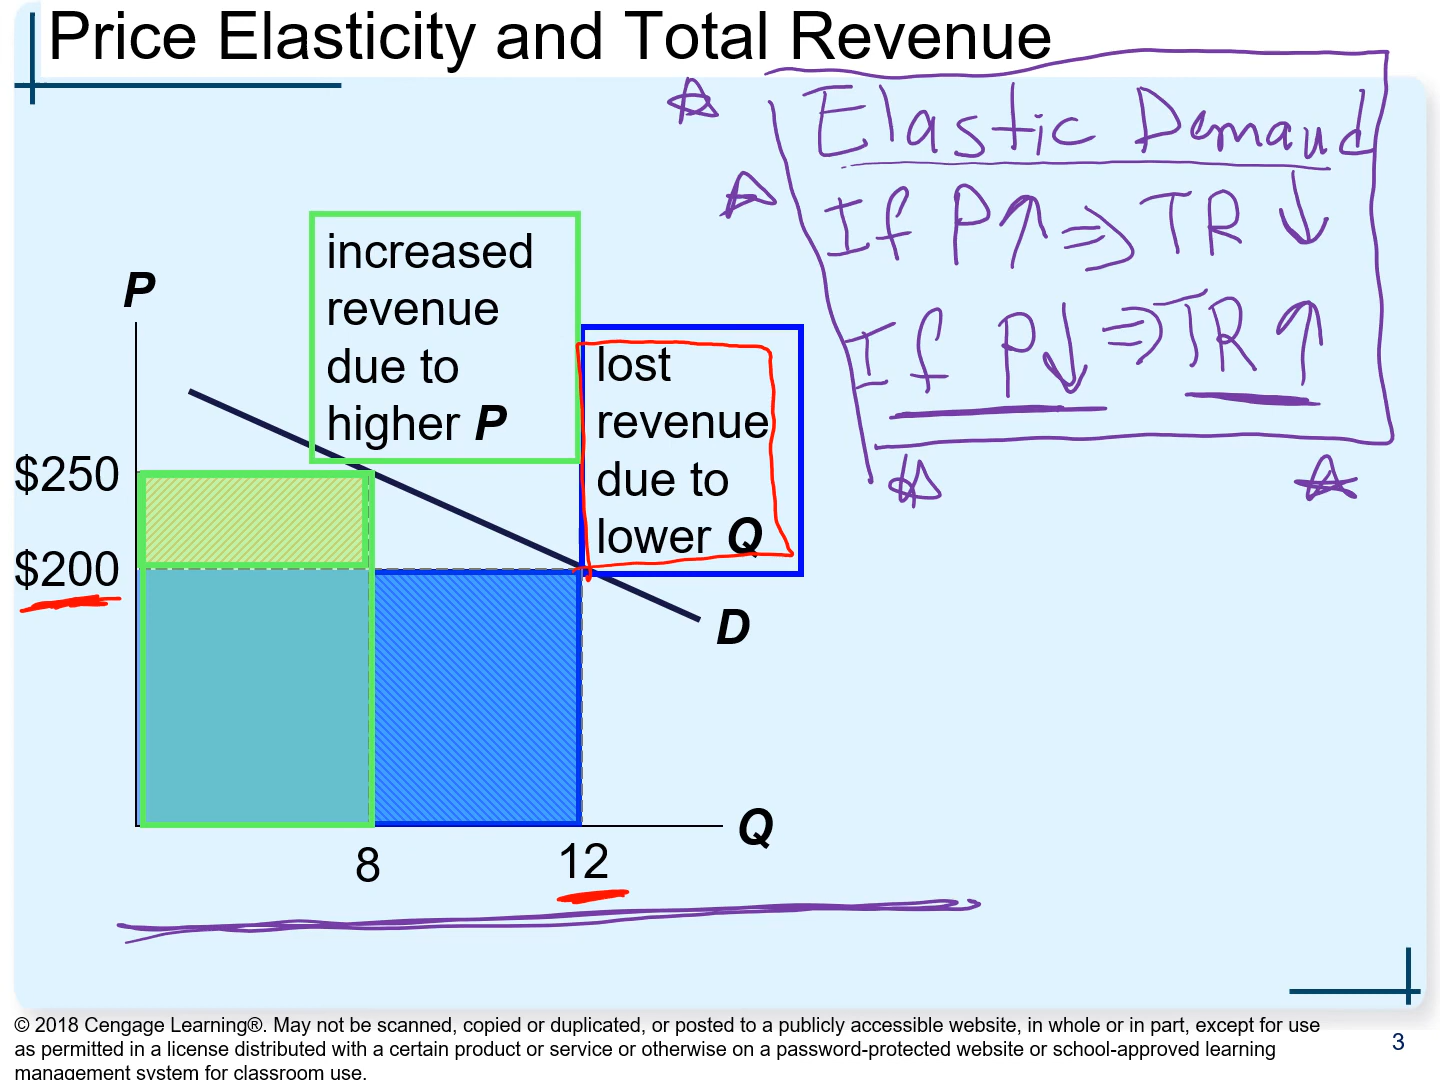 Price Elasticity and Total Revenue
Elastic Demand
If P↑ ⇒ TR ↓
If P↓ ⇒ TR ↑
increased
revenue
due to
higher P
lost
revenue
due to
lower Q
P
$250
$200
D
Q
8
12
© 2018 Cengage Learning®. May not be scanned, copied or duplicated, or posted to a publicly accessible website, in whole or in part, except for use
as permitted in a license distributed with a certain product or service or otherwise on a password-protected website or school-approved learning
management system for classroom use.
3